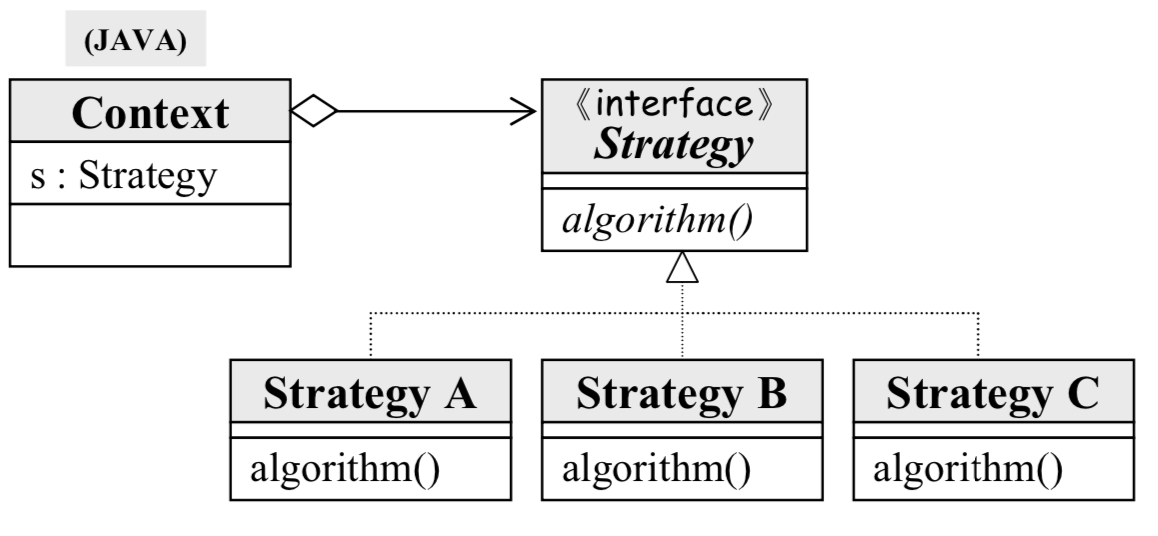 (JAVA)
Context
s : Strategy
《interface》
Strategy
algorithm()
Strategy A
algorithm()
Strategy B
algorithm()
Strategy C
algorithm()